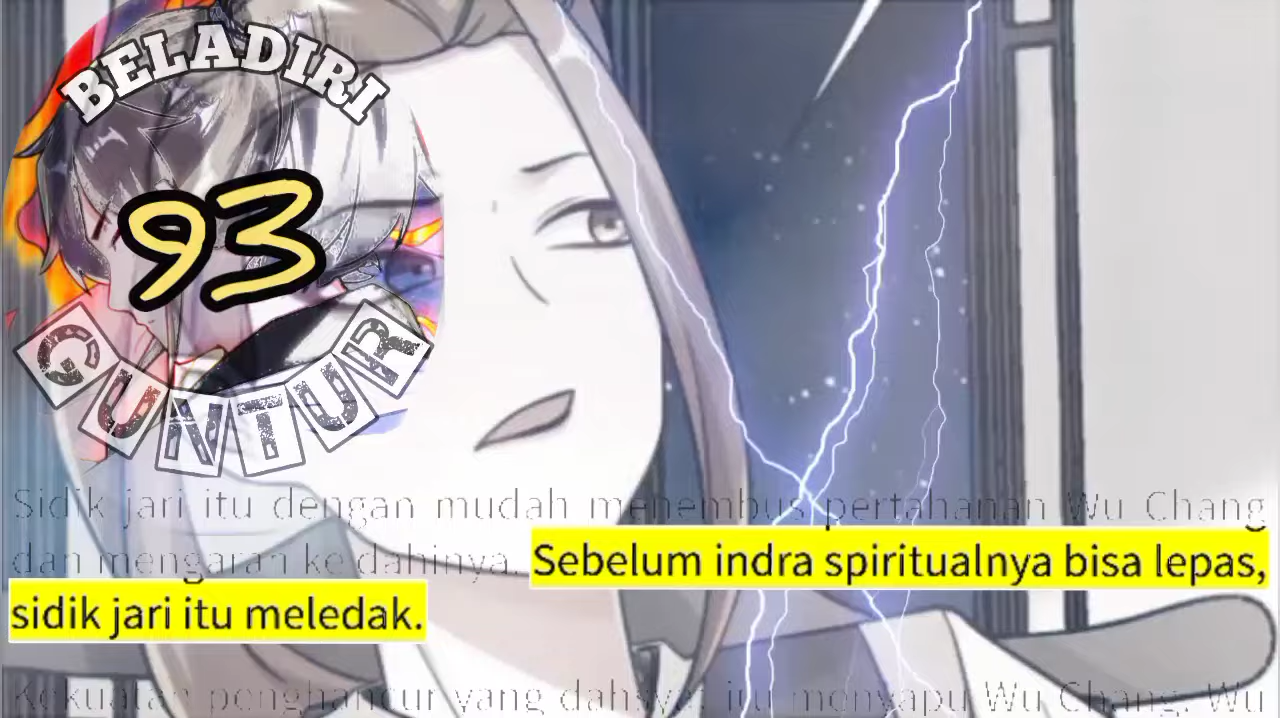 BELADIRI
93
GUNTUR
Sidik jari itu dengan mudah menembus pertahanan Wu Chang
dan mengarah ke dahinya. Sebelum indra spiritualnya bisa lepas,
sidik jari itu meledak.
Kekuatan penghancur yang dahsyat itu menyapu Wu Chang. Wu